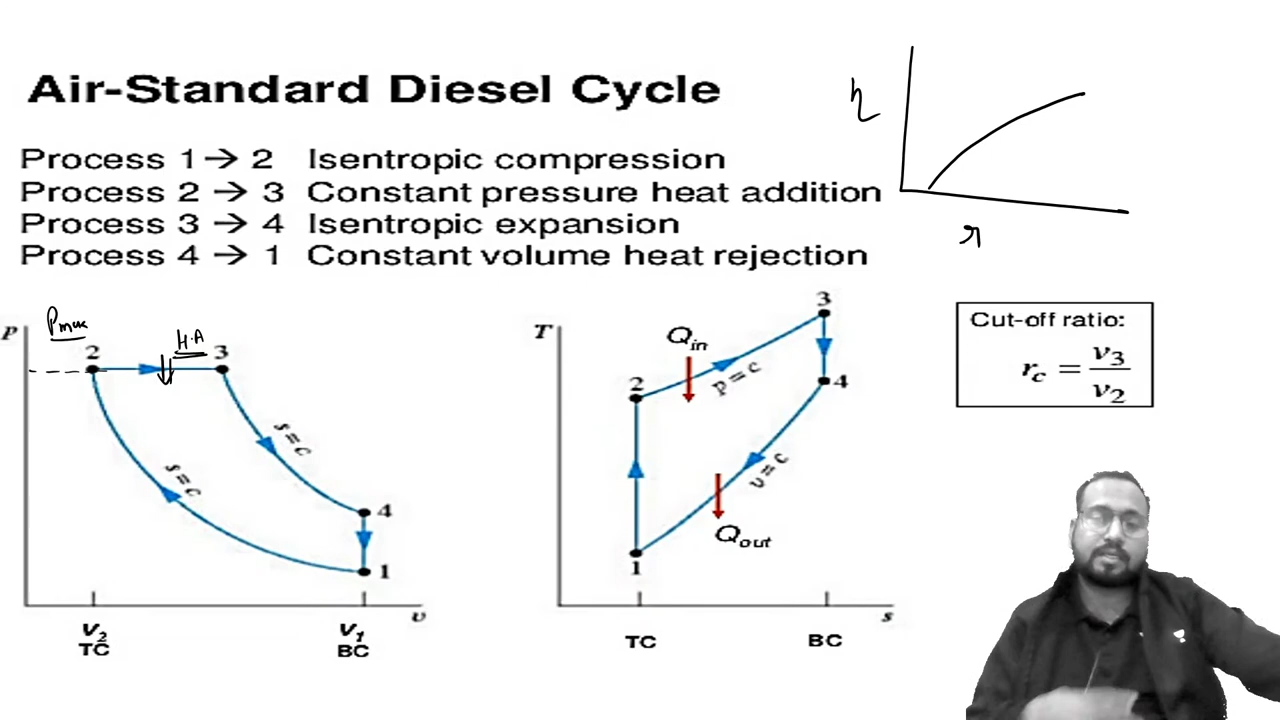 Air-Standard Diesel Cycle
η
Process 1→ 2 Isentropic compression
Process 2 → 3 Constant pressure heat addition
Process 3 → 4 Isentropic expansion
Process 4 → 1 Constant volume heat rejection
r
p
Pmax
H.A
2
3
s=c
s=c
4
1
v
V2
TC
V1
BC
T
3
Qin
p=c
2
4
v=c
Qout
1
s
TC
BC
Cut-off ratio:
rc = v3/v2